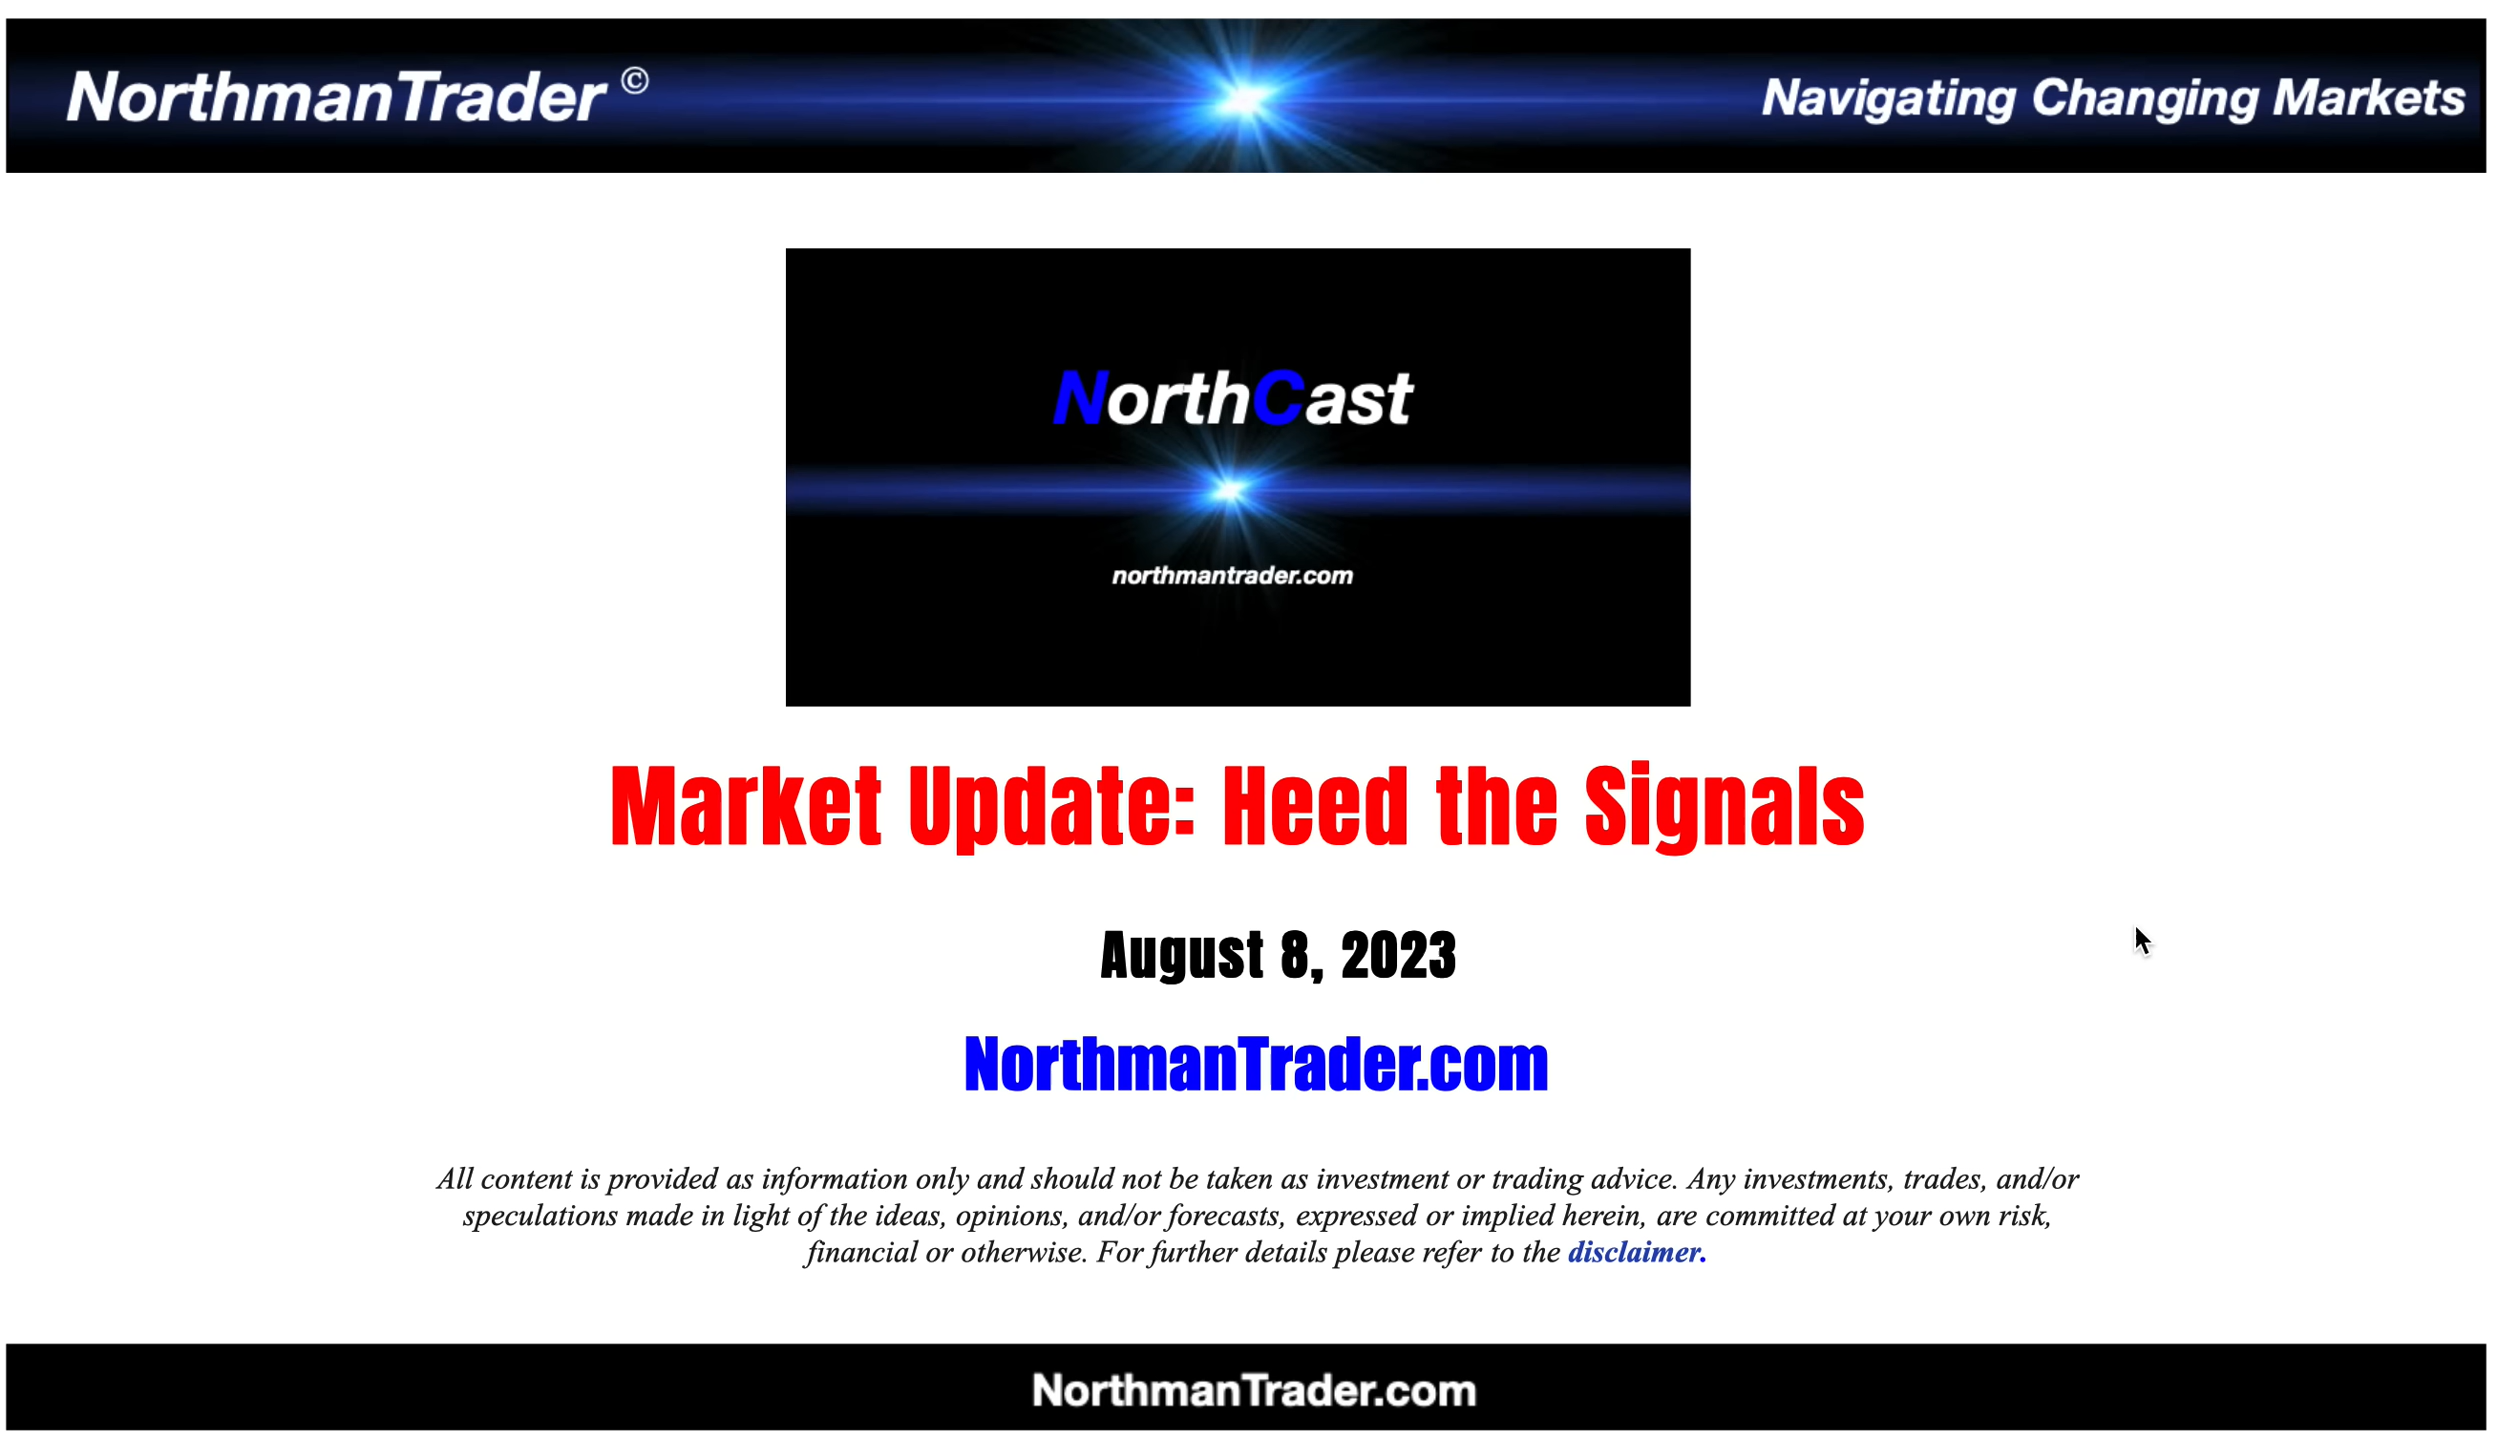 NorthmanTrader ©
Navigating Changing Markets
NorthCast
northmantrader.com
Market Update: Heed the Signals
August 8, 2023
NorthmanTrader.com
All content is provided as information only and should not be taken as investment or trading advice. Any investments, trades, and/or
speculations made in light of the ideas, opinions, and/or forecasts, expressed or implied herein, are committed at your own risk,
financial or otherwise. For further details please refer to the disclaimer.
NorthmanTrader.com